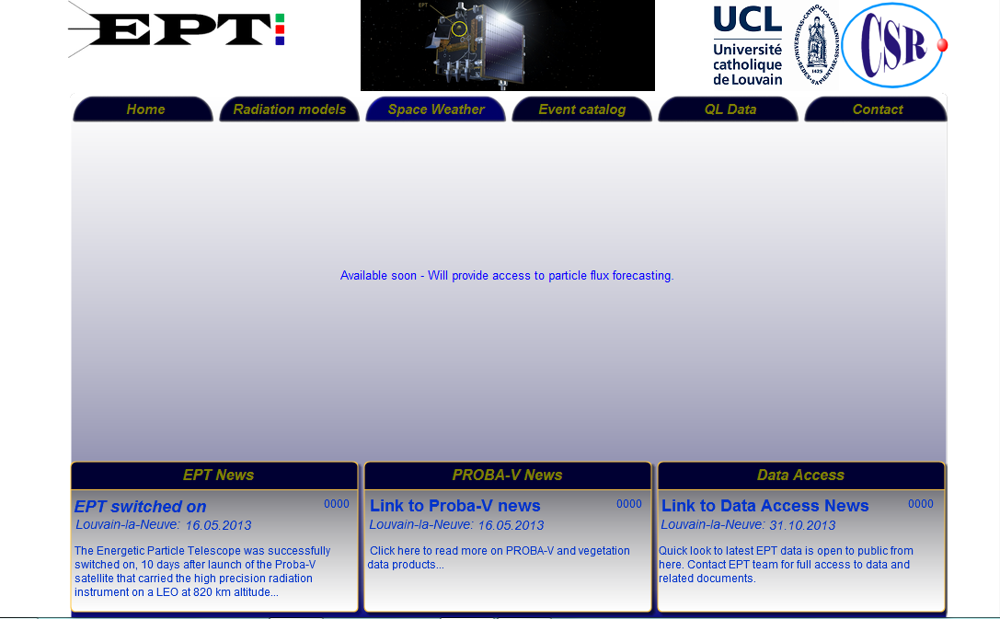 EPT
EPT
UCL
Université
catholique
de Louvain
UNIVERSITAS CATHOLICA LOVANIENSIS
SEDES SAPIENTIAE
1425
CSR
Home
Radiation models
Space Weather
Event catalog
QL Data
Contact
Available soon - Will provide access to particle flux forecasting.
EPT News
EPT switched on
0000
Louvain-la-Neuve: 16.05.2013
The Energetic Particle Telescope was successfully
switched on, 10 days after launch of the Proba-V
satellite that carried the high precision radiation
instrument on a LEO at 820 km altitude...
PROBA-V News
Link to Proba-V news
0000
Louvain-la-Neuve: 16.05.2013
Click here to read more on PROBA-V and vegetation
data products...
Data Access
Link to Data Access News
0000
Louvain-la-Neuve: 31.10.2013
Quick look to latest EPT data is open to public from
here. Contact EPT team for full access to data and
related documents.